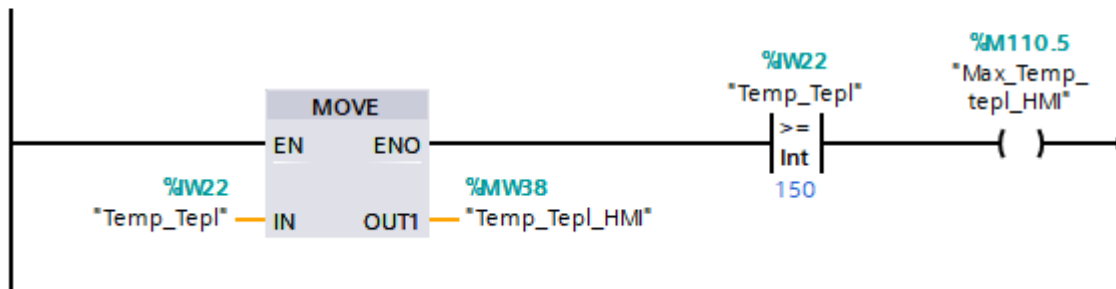 %M110.5
%IW22
"Max_Temp_
"Temp_Tepl"
tepl_HMI"
MOVE
>=
EN
ENO
Int
%IW22
%MW38
150
"Temp_Tepl"
IN
OUT1
"Temp_Tepl_HMI"